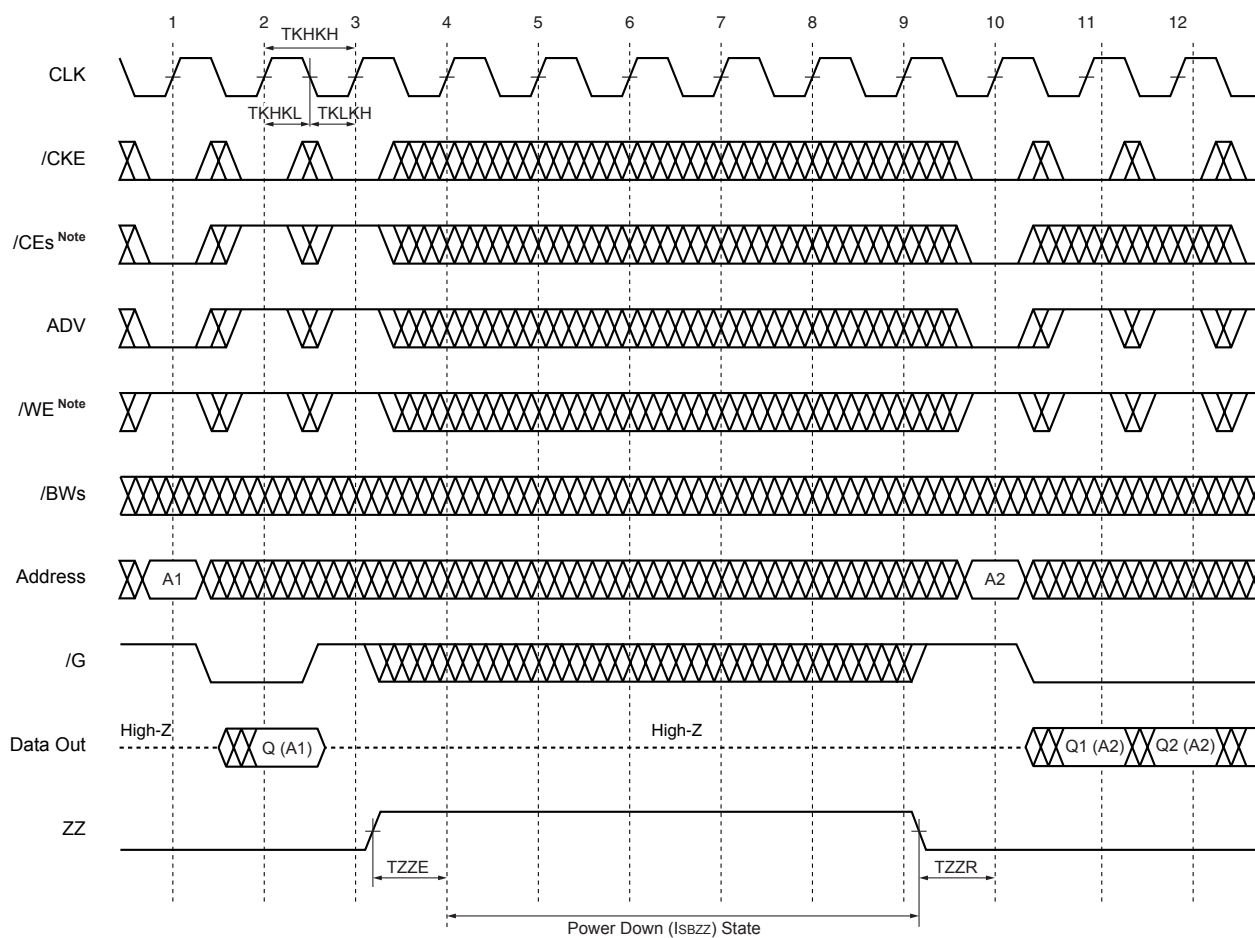 1 2 3 4 5 6 7 8 9 10 11 12
TKHKH
CLK
TKHKL TKLKH
/CKE
/CEs Note
ADV
/WE Note
/BWs
Address A1 A2
/G
High-Z High-Z
Data Out Q (A1) Q1 (A2) Q2 (A2)
ZZ
TZZE TZZR
Power Down (ISBZZ) State